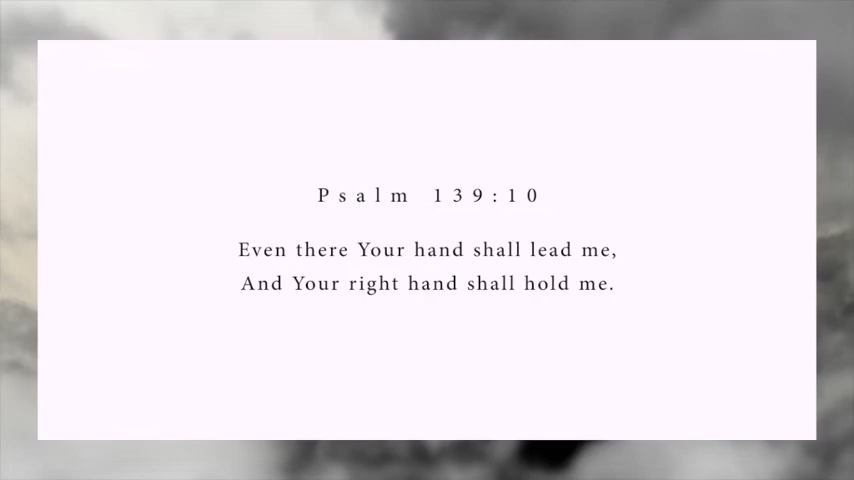 Psalm 139:10
Even there Your hand shall lead me,
And Your right hand shall hold me.